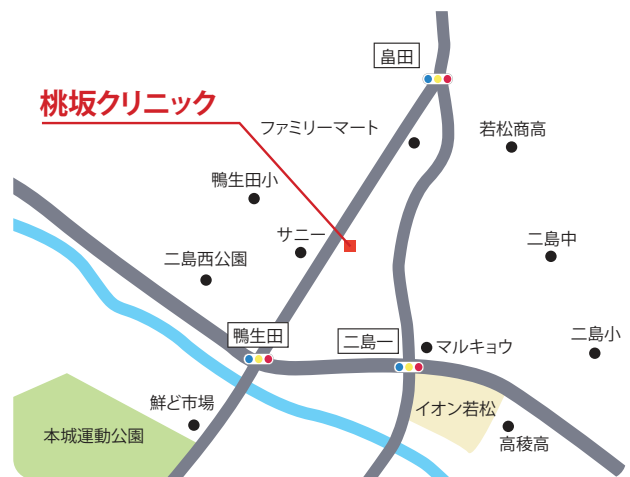 畠田
桃坂クリニック
ファミリーマート
若松商高
鴨生田小
サニー
二島中
二島西公園
鴨生田
二島一
マルキョウ
二島小
鮮ど市場
イオン若松
本城運動公園
高稜高